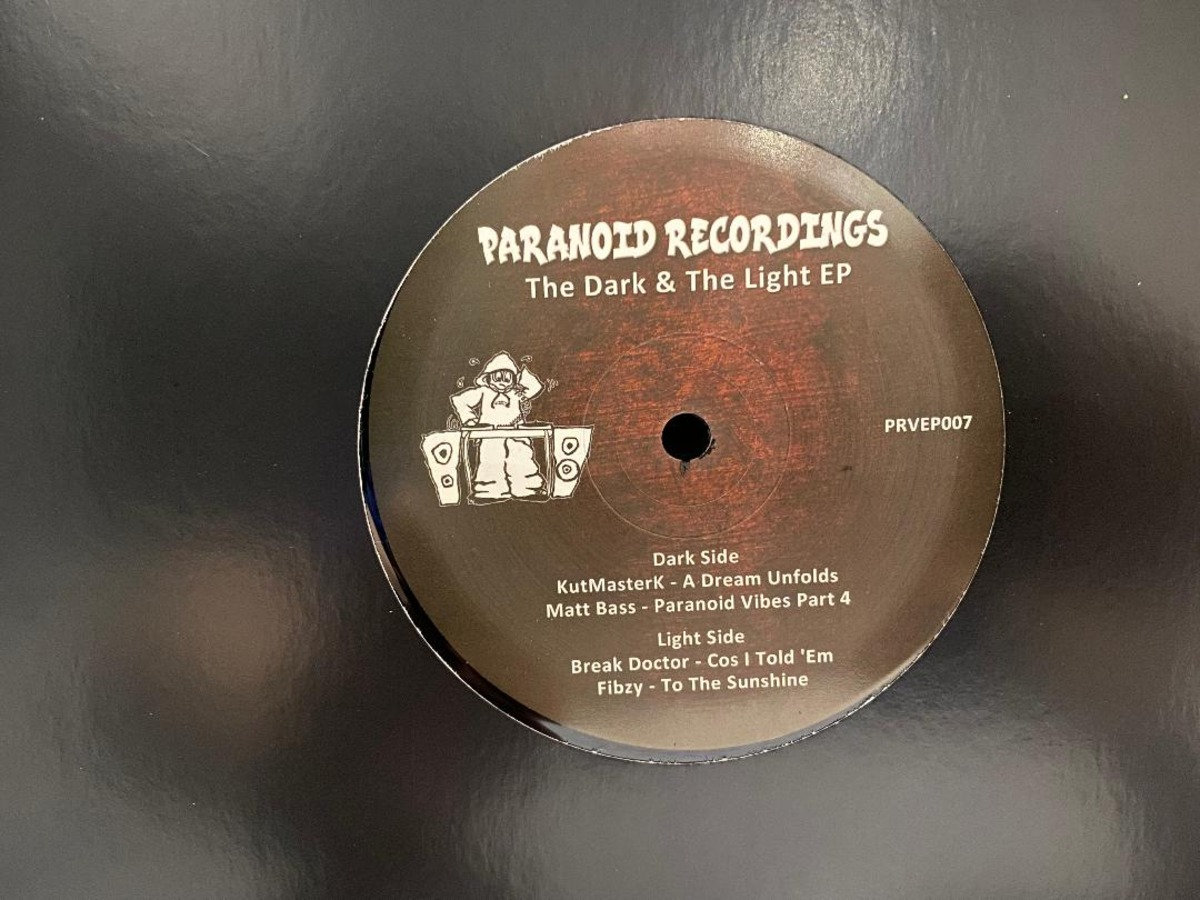 PARANOID RECORDINGS
The Dark & The Light EP
PRVEP007
Dark Side
KutMasterK - A Dream Unfolds
Matt Bass - Paranoid Vibes Part 4
Light Side
Break Doctor - Cos I Told 'Em
Fibzy - To The Sunshine